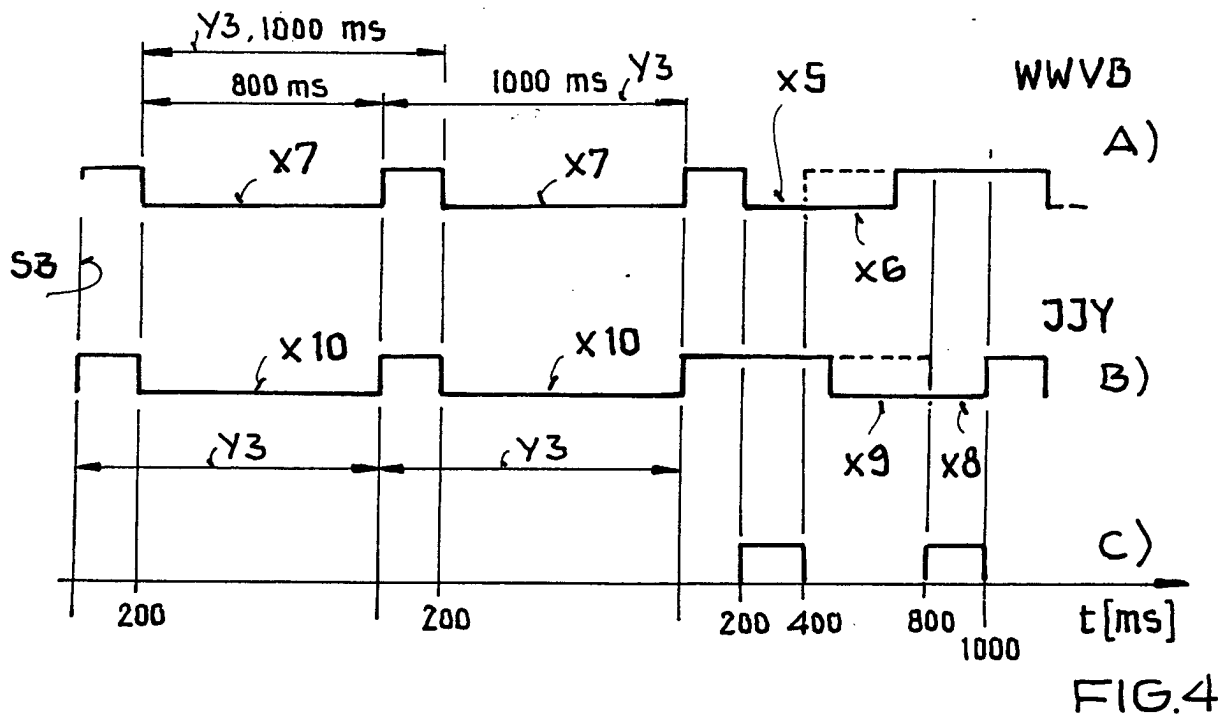 Y3, 1000 ms
800 ms
1000 ms
Y3
X5
WWVB
A)
X7
X7
X6
S3
JJY
X10
X10
B)
Y3
Y3
X9
X8
C)
200
200
200
400
800
1000
t[ms]
FIG.4